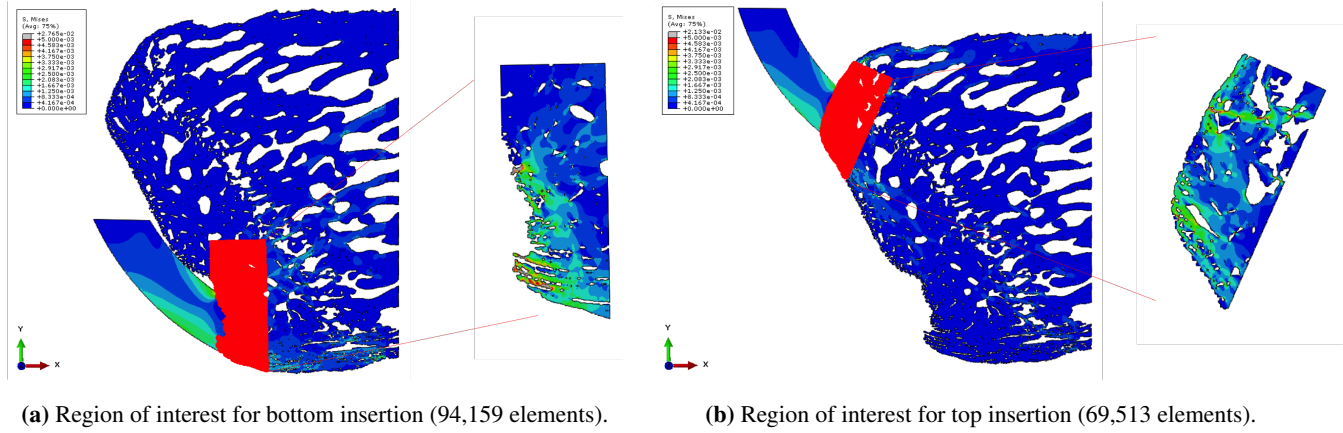 S, Mises
(Avg: 75%)
+2.765e-02
+5.000e-03
+4.583e-03
+4.167e-03
+3.750e-03
+3.333e-03
+2.917e-03
+2.500e-03
+2.083e-03
+1.667e-03
+1.250e-03
+8.333e-04
+4.167e-04
+0.000e+00
Y
X
S, Mises
(Avg: 75%)
+2.133e-02
+5.000e-03
+4.583e-03
+4.167e-03
+3.750e-03
+3.333e-03
+2.917e-03
+2.500e-03
+2.083e-03
+1.667e-03
+1.250e-03
+8.333e-04
+4.167e-04
+0.000e+00
Y
X
(a) Region of interest for bottom insertion (94,159 elements).
(b) Region of interest for top insertion (69,513 elements).